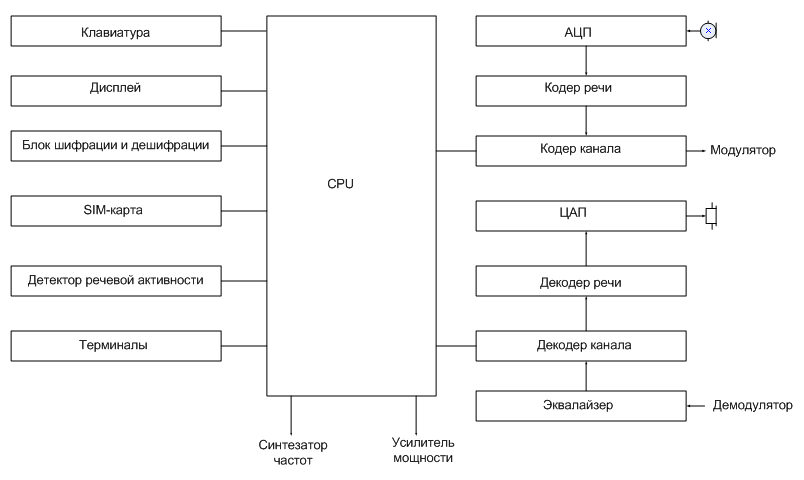 Клавиатура
Дисплей
Блок шифрации и дешифрации
SIM-карта
Детектор речевой активности
Терминалы
CPU
Синтезатор
частот
Усилитель
мощности
АЦП
Кодер речи
Кодер канала
Модулятор
ЦАП
Декодер речи
Декодер канала
Эквалайзер
Демодулятор